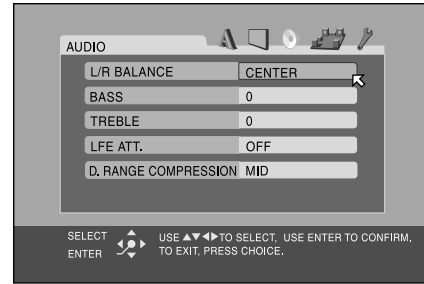 AUDIO
L/R BALANCE CENTER
BASS 0
TREBLE 0
LFE ATT. OFF
D. RANGE COMPRESSION MID
SELECT
ENTER
USE ▲▼◀▶TO SELECT, USE ENTER TO CONFIRM.
TO EXIT, PRESS CHOICE.